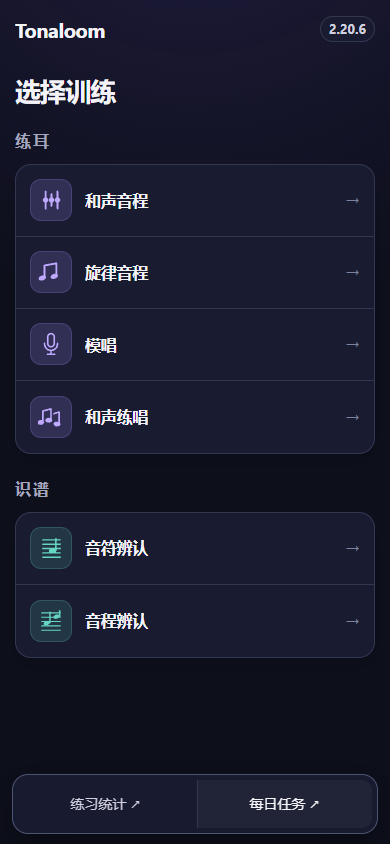 Tonaloom
2.20.6
选择训练
练耳
和声音程 →
旋律音程 →
模唱 →
和声练唱 →
识谱
音符辨认 →
音程辨认 →
练习统计 ↗
每日任务 ↗